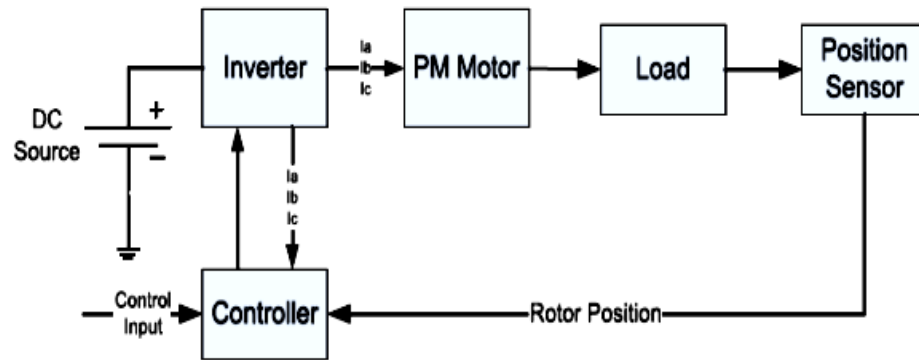 Inverter
Ia
Ib
Ic
PM Motor
Load
Position
Sensor
DC
Source
+
−
Ia
Ib
Ic
Control
Input
Controller
Rotor Position